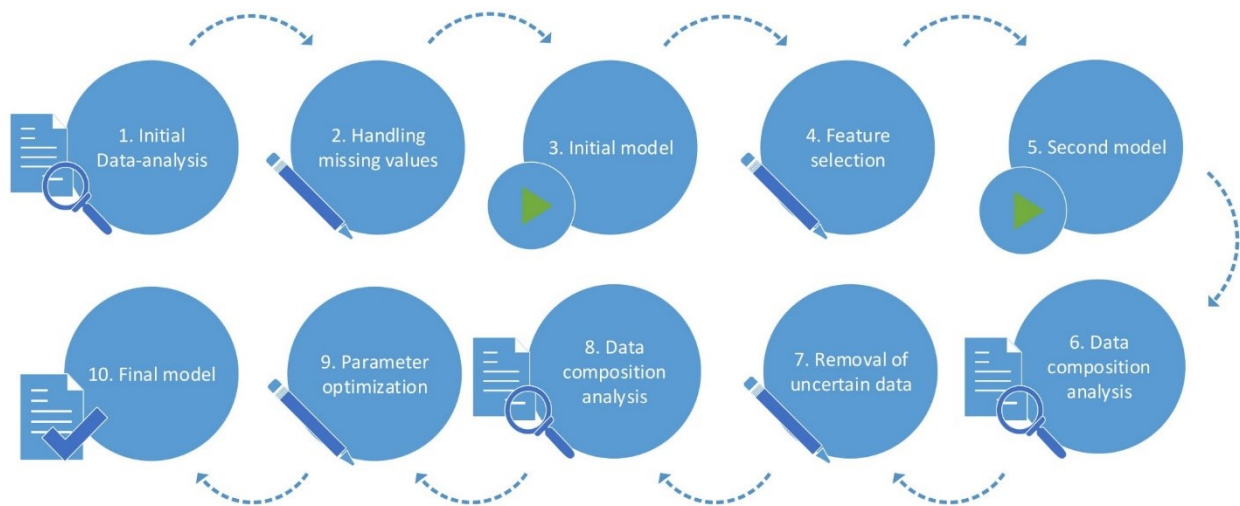 1. Initial
Data-analysis
2. Handling
missing values
3. Initial model
4. Feature
selection
5. Second model
6. Data
composition
analysis
7. Removal of
uncertain data
8. Data
composition
analysis
9. Parameter
optimization
10. Final model